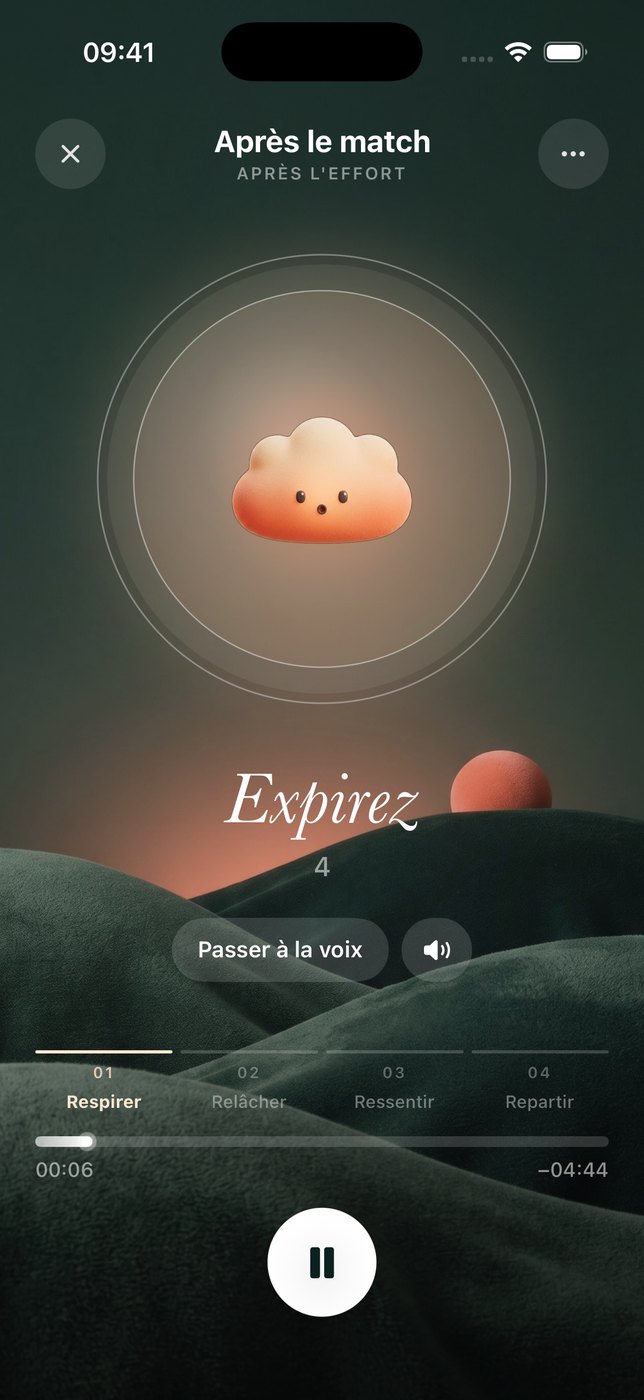 09:41
Après le match
APRÈS L'EFFORT
Expirez
4
Passer à la voix
01 02 03 04
Respirer Relâcher Ressentir Repartir
00:06 −04:44